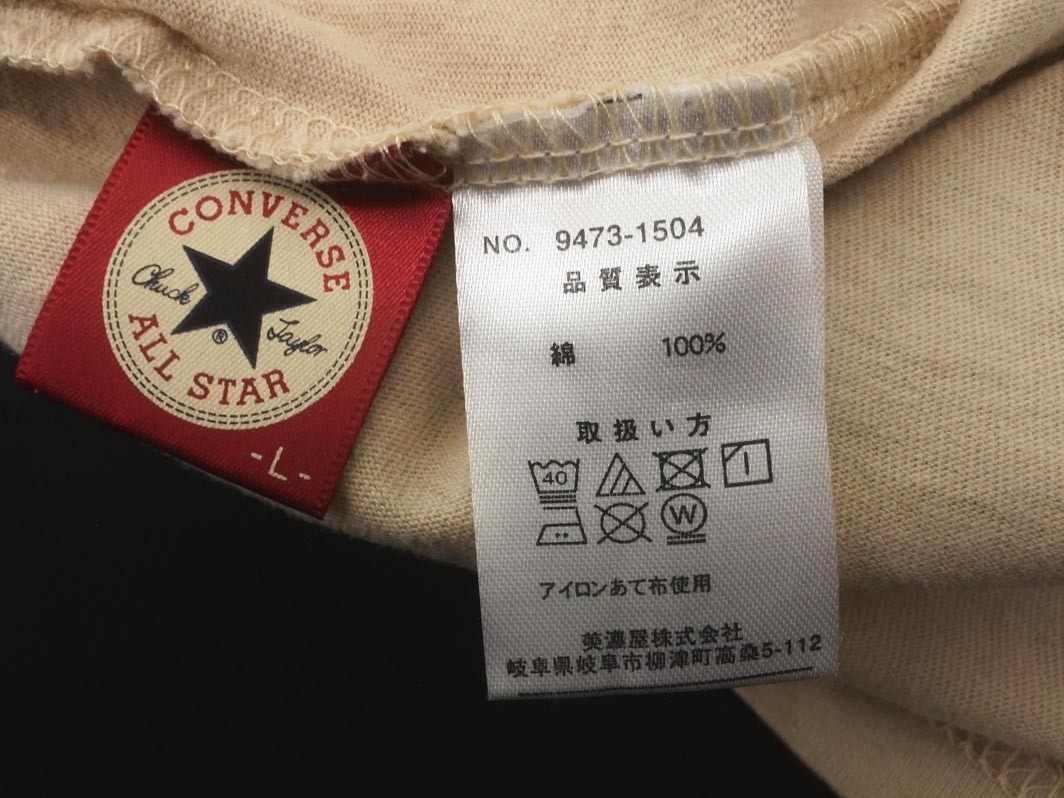 CONVERSE
Chuck Taylor
®
ALL STAR
-L-
NO. 9473-1504
品質表示
綿 100%
取扱い方
40
W
アイロンあて布使用
美濃屋株式会社
岐阜県岐阜市柳津町高桑5-112